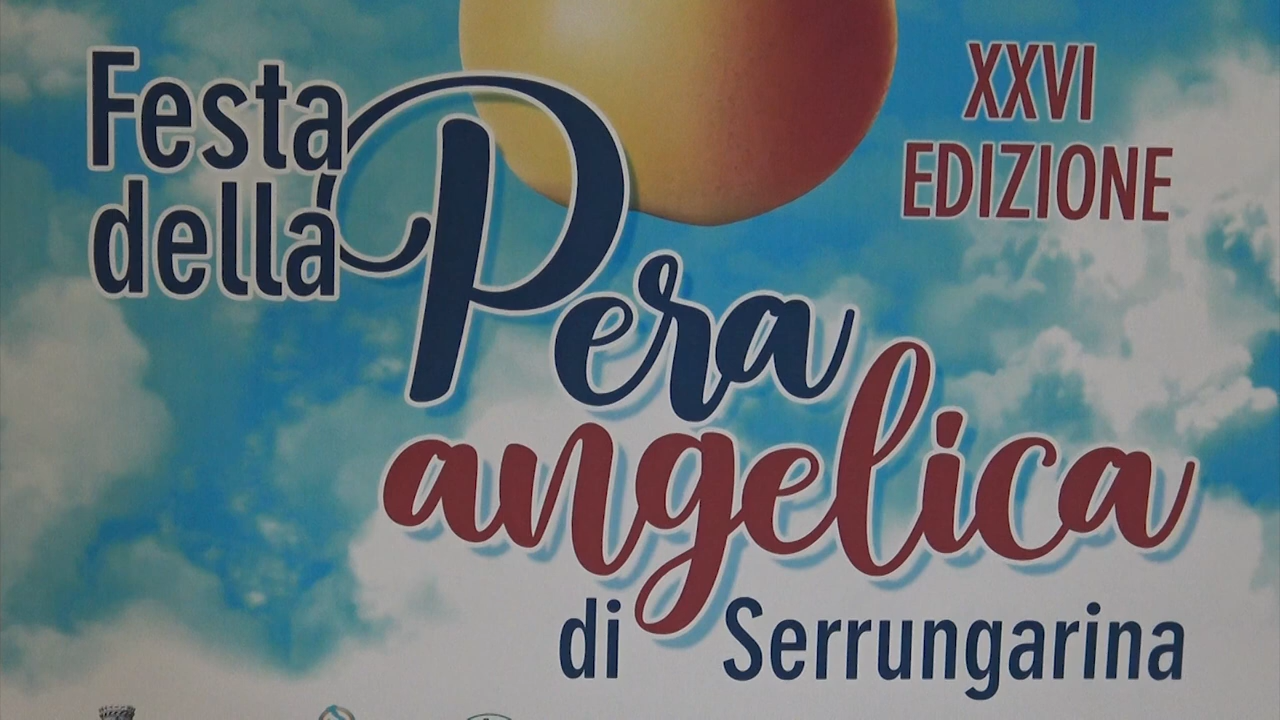 Festa
della
Pera
angelica
di Serrungarina
XXVI
EDIZIONE